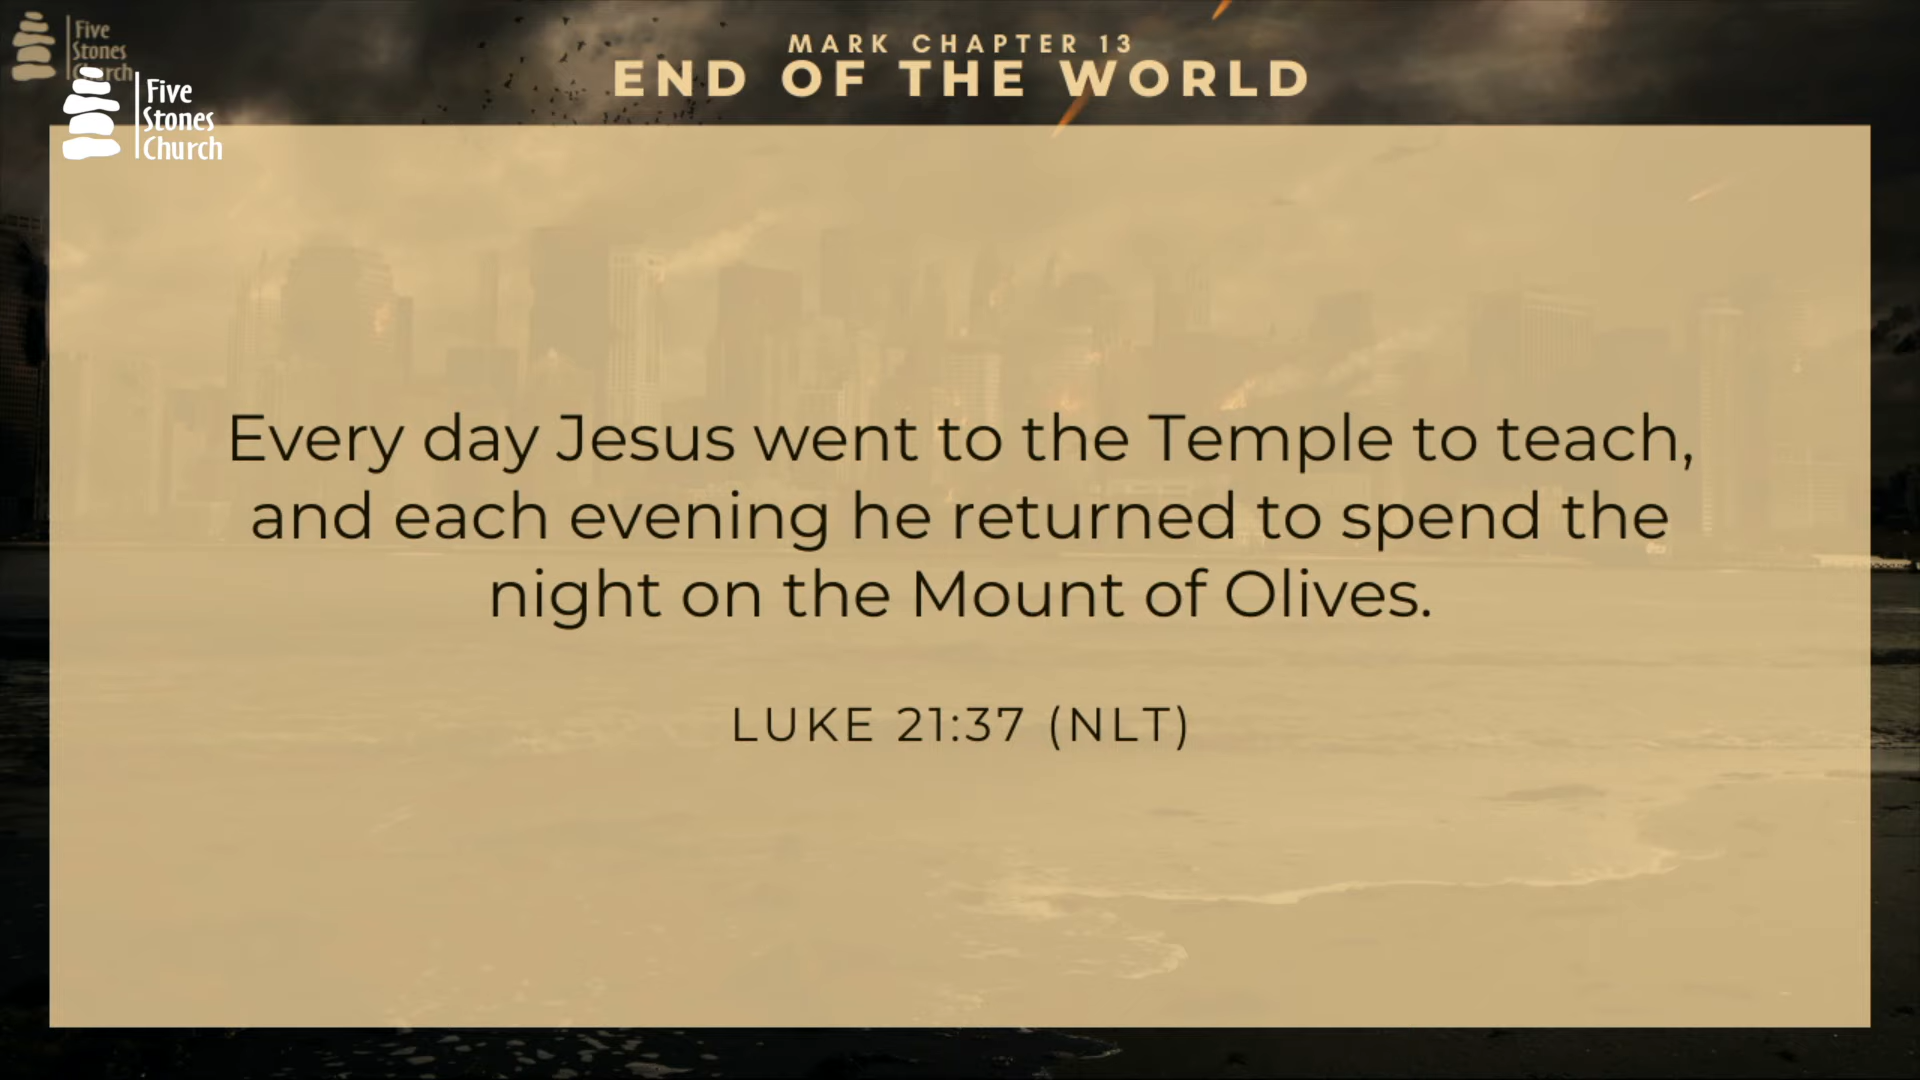 Five
Stones
Church
Five
Stones
Church
MARK CHAPTER 13
END OF THE WORLD
Every day Jesus went to the Temple to teach,
and each evening he returned to spend the
night on the Mount of Olives.
LUKE 21:37 (NLT)